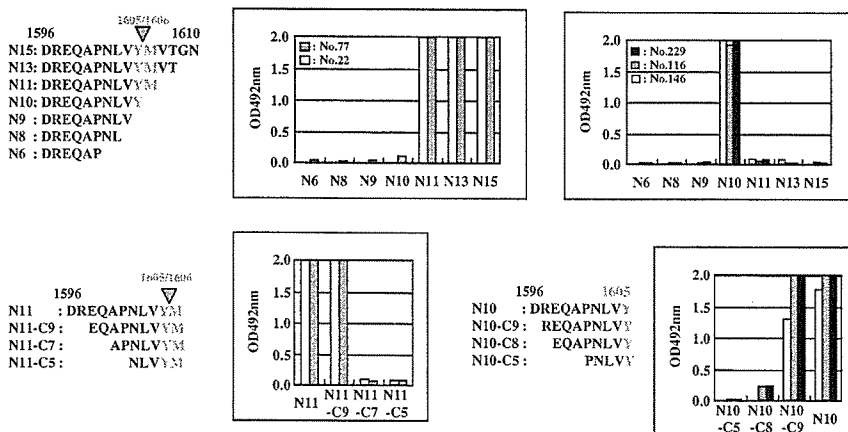 1605/1606
1596 1610
N15: DREQAPNLVYMVTGN
N13: DREQAPNLVYMVT
N11: DREQAPNLVYM
N10: DREQAPNLVY
N9 : DREQAPNLV
N8 : DREQAPNL
N6 : DREQAP
OD492nm
2.0
1.5
1.0
0.5
0.0
: No.77
: No.22
N6 N8 N9 N10 N11 N13 N15
OD492nm
2.0
1.5
1.0
0.5
0.0
: No.229
: No.116
: No.146
N6 N8 N9 N10 N11 N13 N15
1605/1606
1596
N11 : DREQAPNLVYM
N11-C9 : EQAPNLVYM
N11-C7 : APNLVYM
N11-C5 : NLVYM
OD492nm
2.0
1.5
1.0
0.5
0.0
N11 N11 N11 N11
-C9 -C7 -C5
1596 1605
N10 : DREQAPNLVY
N10-C9 : REQAPNLVY
N10-C8 : EQAPNLVY
N10-C5 : PNLVY
OD492nm
2.0
1.5
1.0
0.5
0.0
N10 N10 N10 N10
-C5 -C8 -C9